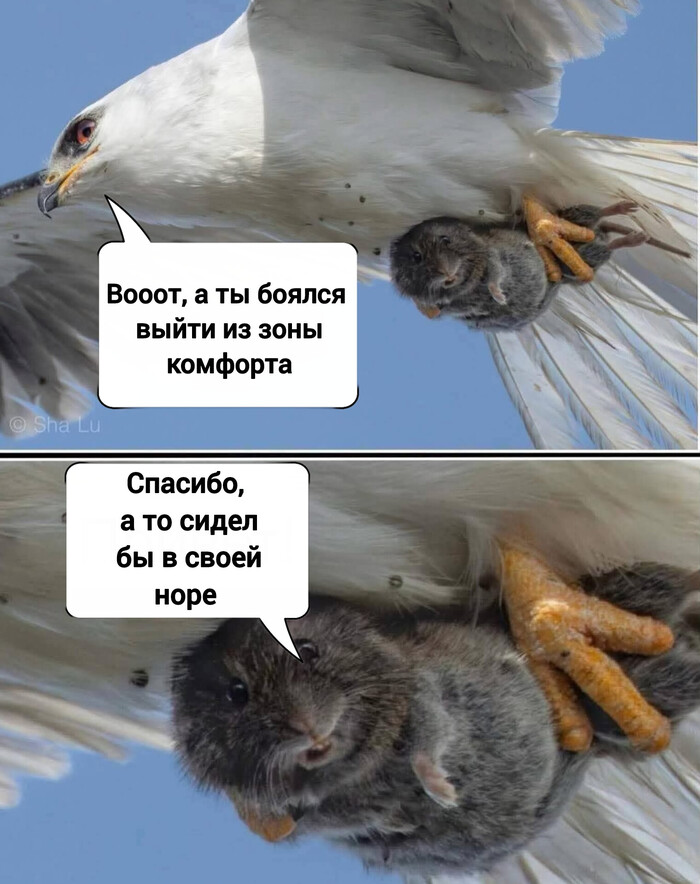 Вооот, а ты боялся
выйти из зоны
комфорта
© Sha Lu
Спасибо,
а то сидел
бы в своей
норе